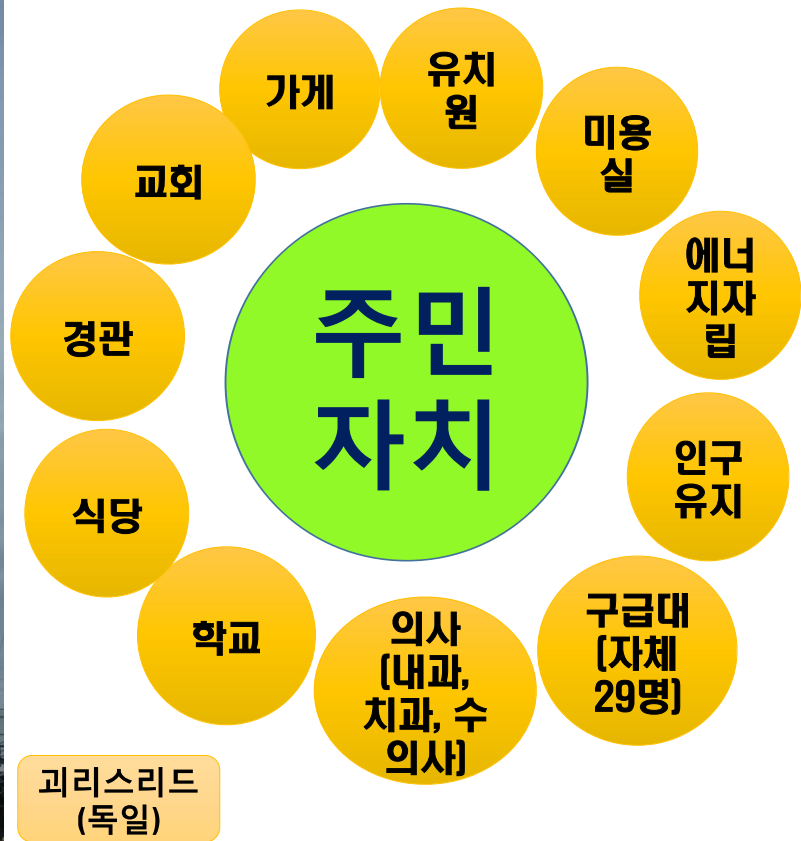 가게
유치
원
미용
실
에너
지자
립
인구
유지
구급대
(자체
29명)
의사
(내과,
치과, 수
의사)
학교
식당
경관
교회
주민
자치
괴리스리드
(독일)